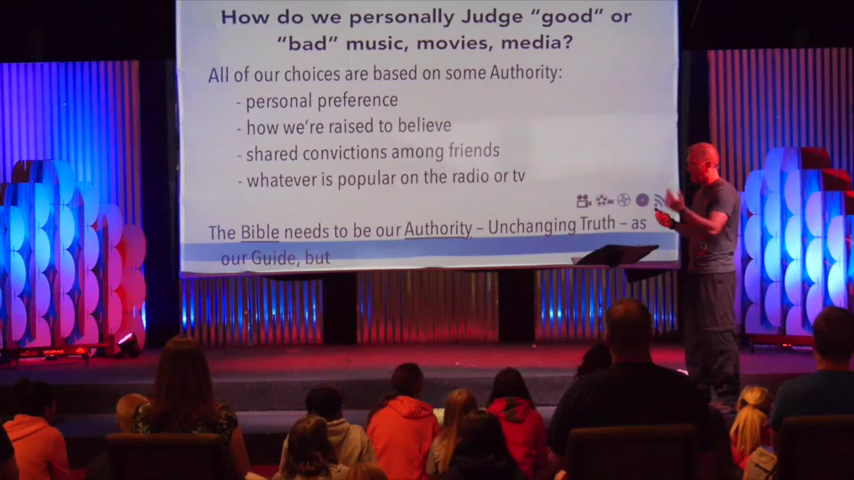 How do we personally Judge “good” or
“bad” music, movies, media?
All of our choices are based on some Authority:
- personal preference
- how we’re raised to believe
- shared convictions among friends
- whatever is popular on the radio or tv
The Bible needs to be our Authority – Unchanging Truth – as
our Guide, but